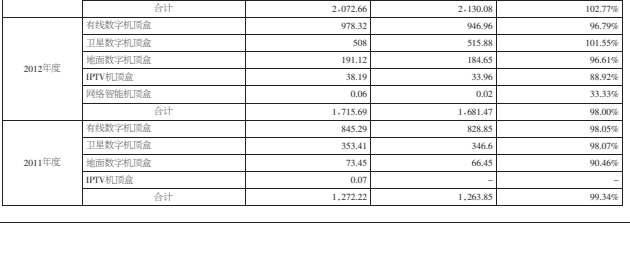 合计 2,072.66 2,130.08 102.77%
有线数字机顶盒 978.32 946.96 96.79%
卫星数字机顶盒 508 515.88 101.55%
地面数字机顶盒 191.12 184.65 96.61%
2012年度 IPTV机顶盒 38.19 33.96 88.92%
网络智能机顶盒 0.06 0.02 33.33%
合计 1,715.69 1,681.47 98.00%
有线数字机顶盒 845.29 828.85 98.05%
卫星数字机顶盒 353.41 346.6 98.07%
2011年度 地面数字机顶盒 73.45 66.45 90.46%
IPTV机顶盒 0.07 – –
合计 1,272.22 1,263.85 99.34%